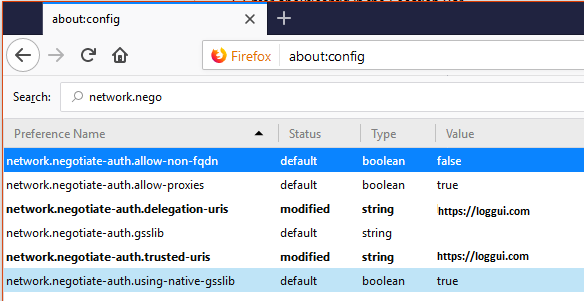 about:config
Firefox about:config
Search: network.nego
Preference Name Status Type Value
network.negotiate-auth.allow-non-fqdn default boolean false
network.negotiate-auth.allow-proxies default boolean true
network.negotiate-auth.delegation-uris modified string https://loggui.com
network.negotiate-auth.gsslib default string
network.negotiate-auth.trusted-uris modified string https://loggui.com
network.negotiate-auth.using-native-gsslib default boolean true